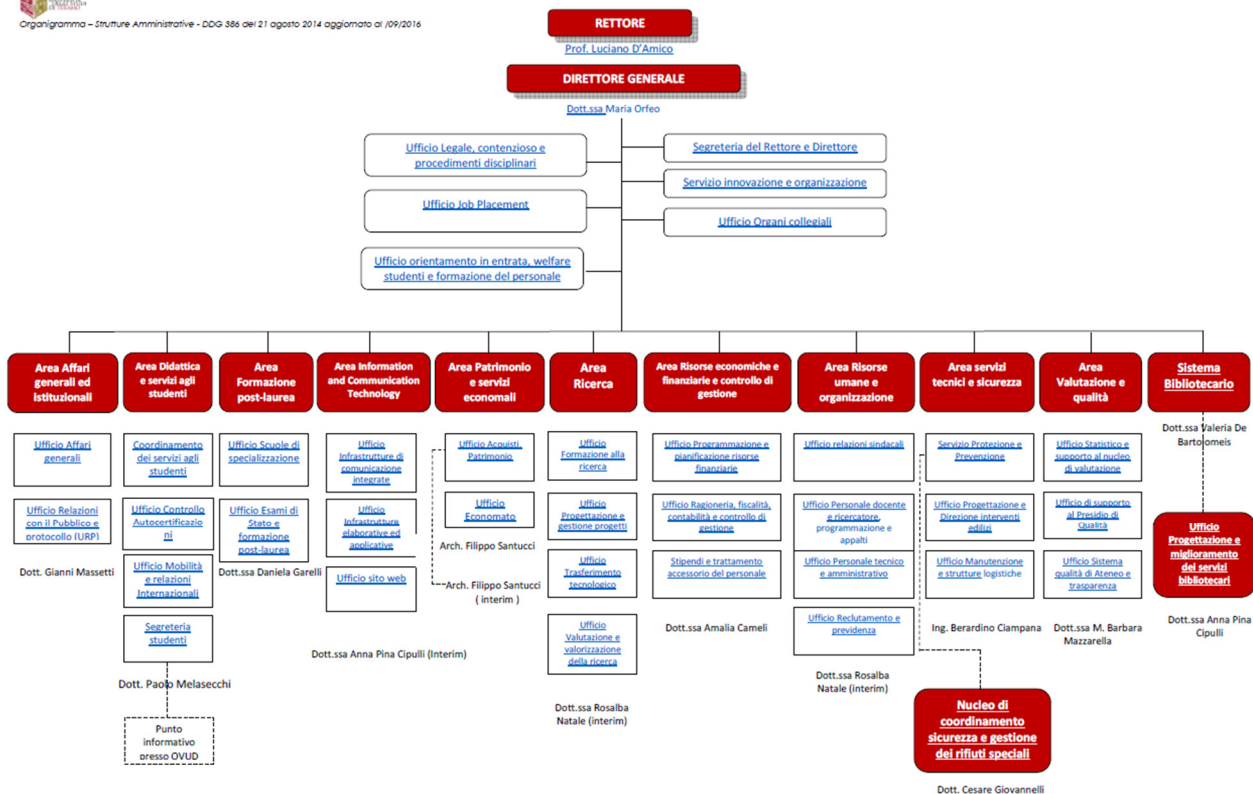 DI TERAMO
Organigramma – Strutture Amministrative - DDG 386 del 21 agosto 2014 aggiornato al /09/2016
RETTORE
Prof. Luciano D'Amico
DIRETTORE GENERALE
Dott.ssa Maria Orfeo
Ufficio Legale, contenzioso e
procedimenti disciplinari
Segreteria del Rettore e Direttore
Servizio innovazione e organizzazione
Ufficio Job Placement
Ufficio Organi collegiali
Ufficio orientamento in entrata, welfare
studenti e formazione del personale
Area Affari
generali ed
istituzionali
Ufficio Affari
generali
Ufficio Relazioni
con il Pubblico e
protocollo (URP)
Dott. Gianni Massetti
Area Didattica
e servizi agli
studenti
Coordinamento
dei servizi agli
studenti
Ufficio Controllo
Autocertificazio
ni
Ufficio Mobilità
e relazioni
Internazionali
Segreteria
studenti
Dott. Paolo Melasecchi
Punto
informativo
presso OVUD
Area
Formazione
post-laurea
Ufficio Scuole di
specializzazione
Ufficio Esami di
Stato e
formazione
post-laurea
Dott.ssa Daniela Garelli
Area Information
and Communication
Technology
Ufficio
Infrastrutture di
comunicazione
integrate
Ufficio
Infrastrutture
elaborative ed
applicative
Ufficio sito web
Dott.ssa Anna Pina Cipulli (Interim)
Area Patrimonio
e servizi
economali
Ufficio Acquisti,
Patrimonio
Ufficio
Economato
Arch. Filippo Santucci
Arch. Filippo Santucci
( interim )
Area
Ricerca
Ufficio
Formazione alla
ricerca
Ufficio
Progettazione e
gestione progetti
Ufficio
Trasferimento
tecnologico
Ufficio
Valutazione e
valorizzazione
della ricerca
Dott.ssa Rosalba
Natale (interim)
Area Risorse economiche e
finanziarie e controllo di
gestione
Ufficio Programmazione e
pianificazione risorse
finanziarie
Ufficio Ragioneria, fiscalità,
contabilità e controllo di
gestione
Stipendi e trattamento
accessorio del personale
Dott.ssa Amalia Cameli
Area Risorse
umane e
organizzazione
Ufficio relazioni sindacali
Ufficio Personale docente
e ricercatore,
programmazione e
appalti
Ufficio Personale tecnico
e amministrativo
Ufficio Reclutamento e
previdenza
Dott.ssa Rosalba
Natale (interim)
Area servizi
tecnici e sicurezza
Servizio Protezione e
Prevenzione
Ufficio Progettazione e
Direzione interventi
edilizi
Ufficio Manutenzione
e strutture logistiche
Ing. Berardino Ciampana
Nucleo di
coordinamento
sicurezza e gestione
dei rifiuti speciali
Dott. Cesare Giovannelli
Area
Valutazione e
qualità
Ufficio Statistico e
supporto al nucleo
di valutazione
Ufficio di supporto
al Presidio di
Qualità
Ufficio Sistema
qualità di Ateneo e
trasparenza
Dott.ssa M. Barbara
Mazzarella
Sistema
Bibliotecario
Dott.ssa Valeria De
Bartolomeis
Ufficio
Progettazione e
miglioramento
dei servizi
bibliotecari
Dott.ssa Anna Pina
Cipulli